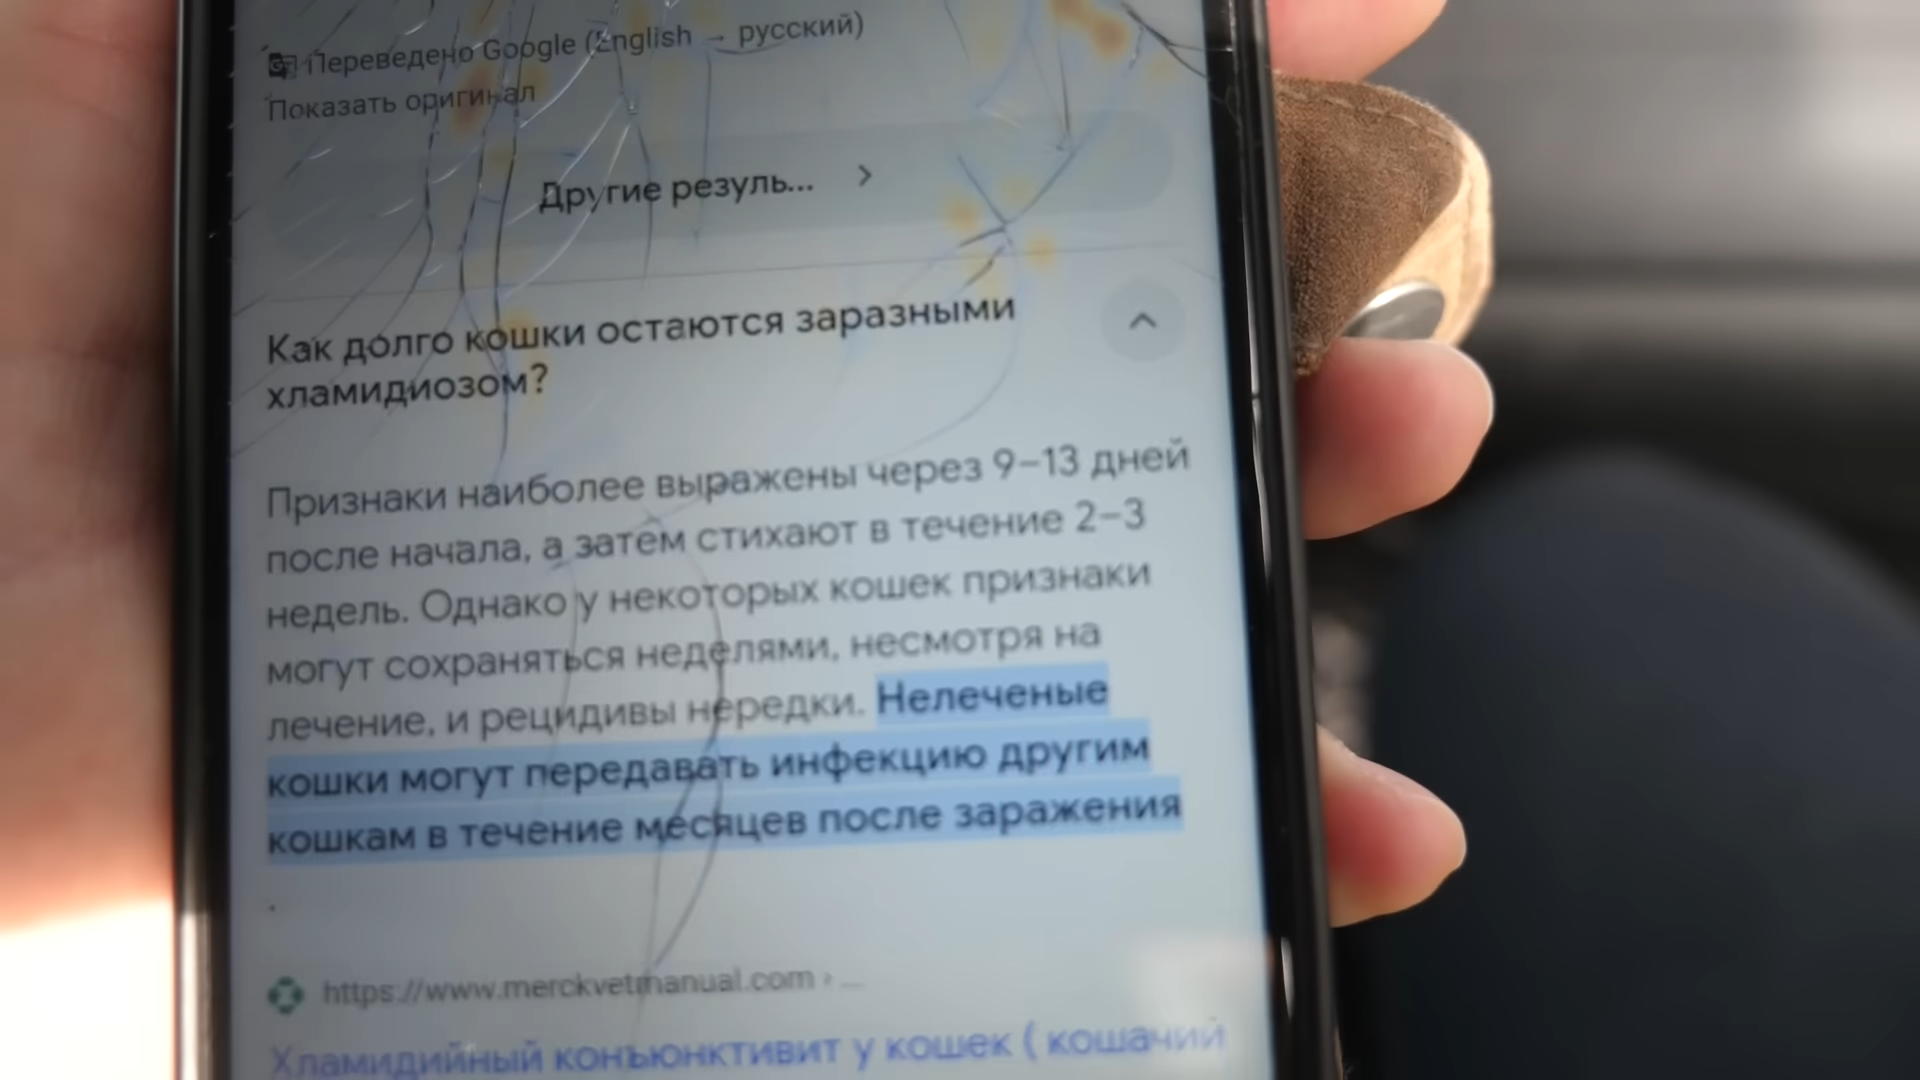 Переведено Google (English → русский)
Показать оригинал
Другие резуль...
Как долго кошки остаются заразными
хламидиозом?
Признаки наиболее выражены через 9–13 дней
после начала, а затем стихают в течение 2–3
недель. Однако у некоторых кошек признаки
могут сохраняться неделями, несмотря на
лечение, и рецидивы нередки. Нелеченые
кошки могут передавать инфекцию другим
кошкам в течение месяцев после заражения
.
https://www.merckvetmanual.com › ...
Хламидийный конъюнктивит у кошек ( кошачий